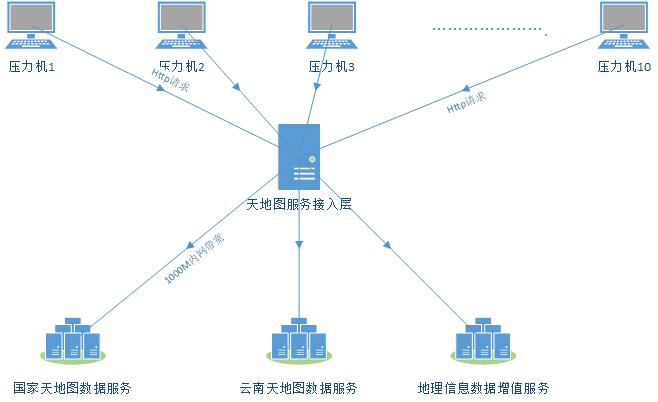 压力机1
压力机2
压力机3
压力机10
Http请求
Http请求
天地图服务接入层
1000M内网带宽
国家天地图数据服务
云南天地图数据服务
地理信息数据增值服务